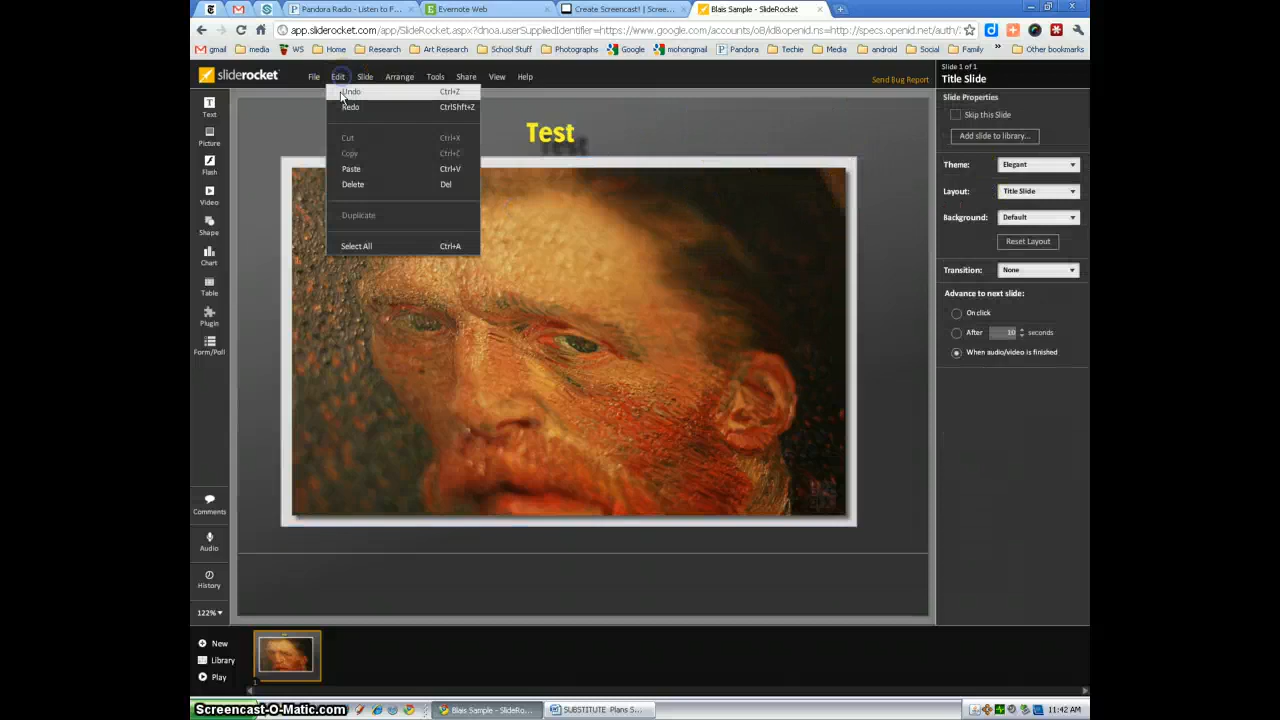 Pandora Radio - Listen to F...
Evernote Web
Create Screencast! | Scree...
Blais Sample - SlideRocket
app.sliderocket.com/app/SlideRocket.aspx?dnoa.userSuppliedIdentifier=https://www.google.com/accounts/o8/id&openid.ns=http://specs.openid.net/auth/2
gmail media WS Home Research Art Research School Stuff Photographs Google mohongmail Pandora Techie Media android Social Family » Other bookmarks
sliderocket File Edit Slide Arrange Tools Share View Help Send Bug Report
Undo Ctrl+Z
Redo CtrlShft+Z
Cut Ctrl+X
Copy Ctrl+C
Paste Ctrl+V
Delete Del
Duplicate
Select All Ctrl+A
Text
Picture
Flash
Video
Shape
Chart
Table
Plugin
Form/Poll
Comments
Audio
History
122%
Test
Slide 1 of 1
Title Slide
Slide Properties
Skip this Slide
Add slide to library...
Theme: Elegant
Layout: Title Slide
Background: Default
Reset Layout
Transition: None
Advance to next slide:
On click
After 10 seconds
When audio/video is finished
New
Library
Play
1
Screencast-O-Matic.com
Blais Sample - SlideRo...
SUBSTITUTE Plans S...
11:42 AM